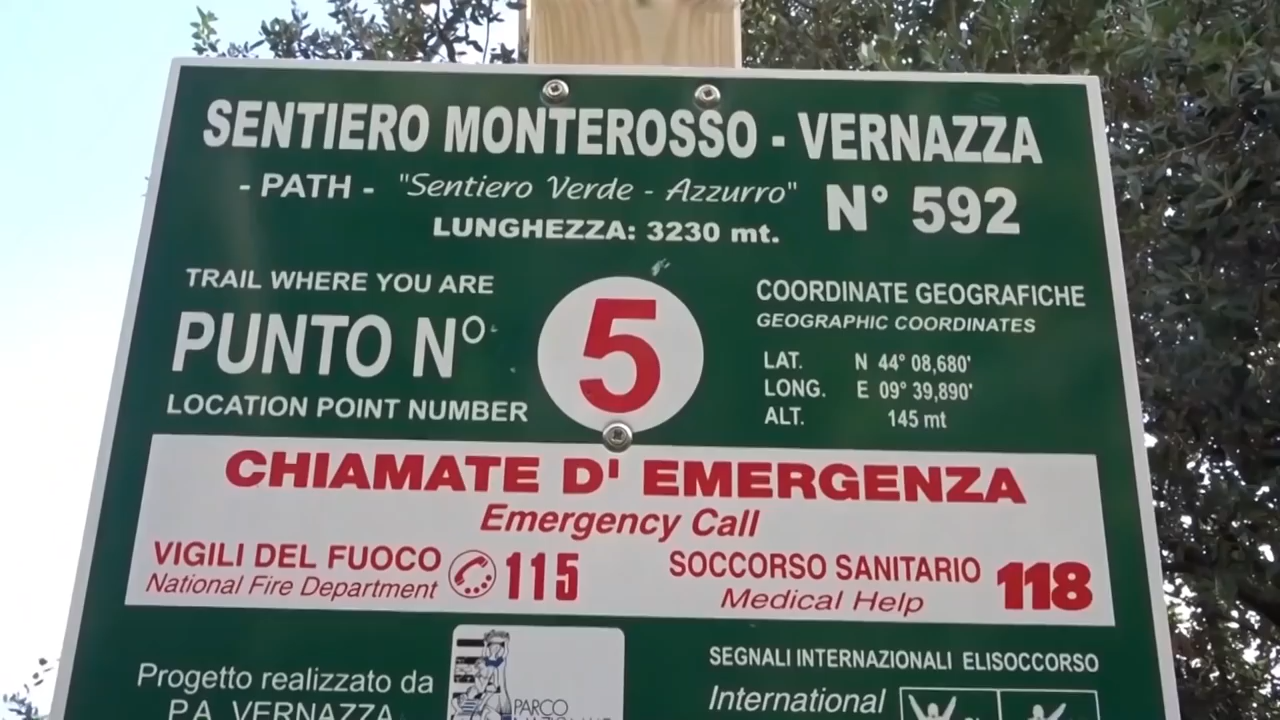 SENTIERO MONTEROSSO - VERNAZZA
- PATH - "Sentiero Verde - Azzurro" N° 592
LUNGHEZZA: 3230 mt.
TRAIL WHERE YOU ARE
PUNTO N° 5
LOCATION POINT NUMBER
COORDINATE GEOGRAFICHE
GEOGRAPHIC COORDINATES
LAT. N 44° 08,680'
LONG. E 09° 39,890'
ALT. 145 mt
CHIAMATE D' EMERGENZA
Emergency Call
VIGILI DEL FUOCO 115
National Fire Department
SOCCORSO SANITARIO 118
Medical Help
Progetto realizzato da
P.A. VERNAZZA
PARCO
SEGNALI INTERNAZIONALI ELISOCCORSO
International